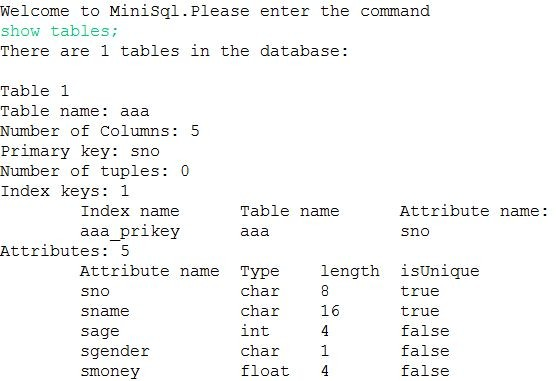 Welcome to MiniSql.Please enter the command
show tables;
There are 1 tables in the database:
Table 1
Table name: aaa
Number of Columns: 5
Primary key: sno
Number of tuples: 0
Index keys: 1
Index name Table name Attribute name:
aaa_prikey aaa sno
Attributes: 5
Attribute name Type length isUnique
sno char 8 true
sname char 16 true
sage int 4 false
sgender char 1 false
smoney float 4 false